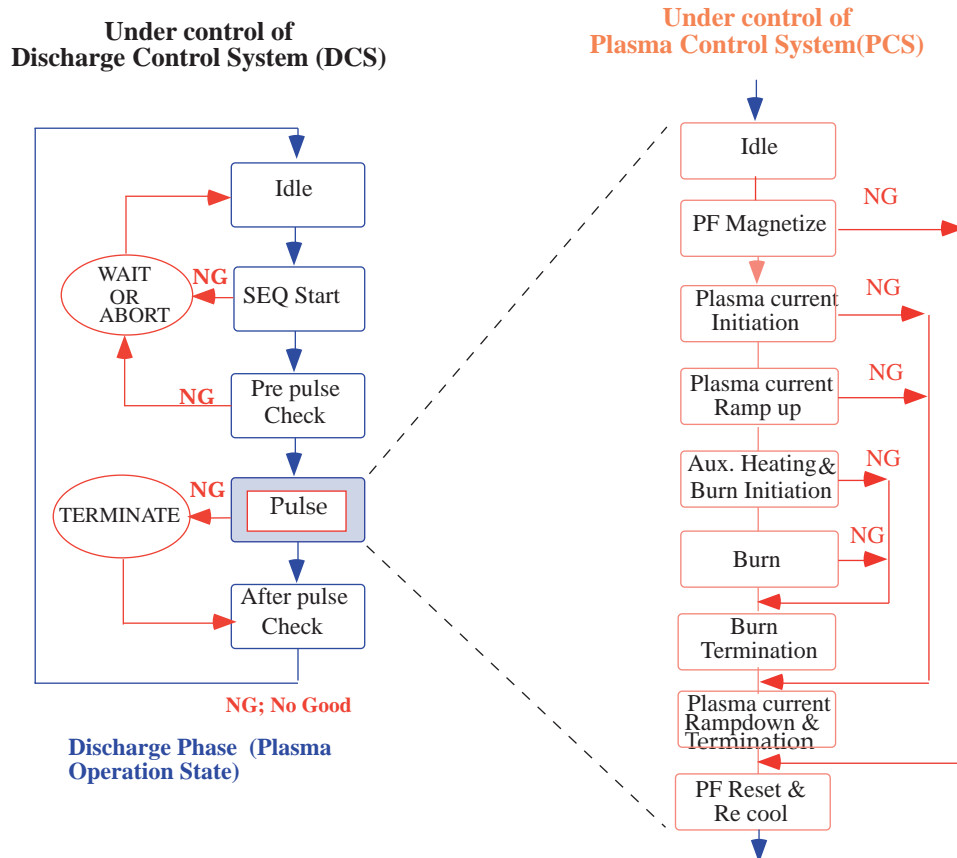 Under control of
Discharge Control System (DCS)
Idle
WAIT
OR
ABORT
NG
SEQ Start
NG
Pre pulse
Check
NG
TERMINATE
Pulse
After pulse
Check
NG; No Good
Discharge Phase (Plasma
Operation State)
Under control of
Plasma Control System(PCS)
Idle
NG
PF Magnetize
NG
Plasma current
Initiation
NG
Plasma current
Ramp up
NG
Aux. Heating &
Burn Initiation
NG
Burn
Burn
Termination
Plasma current
Rampdown &
Termination
PF Reset &
Re cool